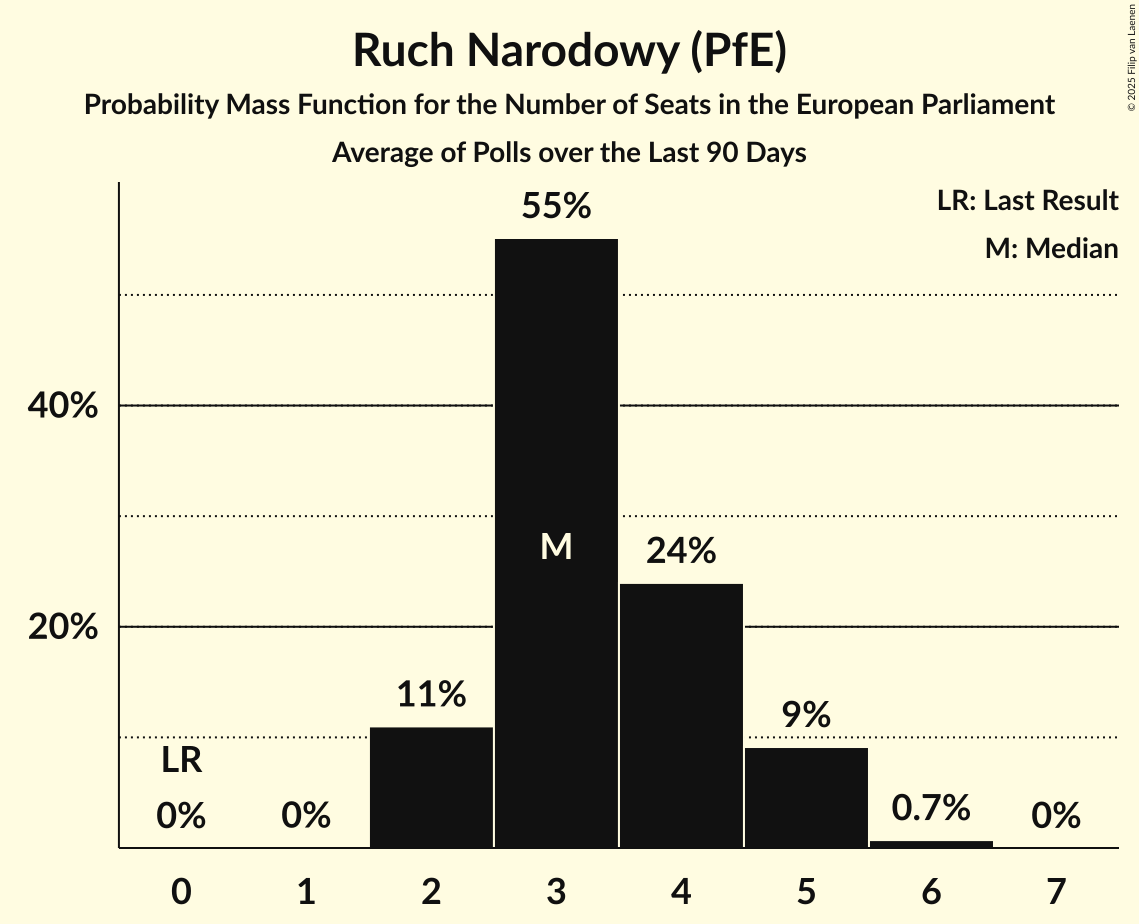 Ruch Narodowy (PfE)
Probability Mass Function for the Number of Seats in the European Parliament
Average of Polls over the Last 90 Days
© 2025 Filip van Laenen
LR: Last Result
M: Median
55%
40%
M
24%
20%
11%
9%
LR
0%
0%
0.7%
0%
0 1 2 3 4 5 6 7